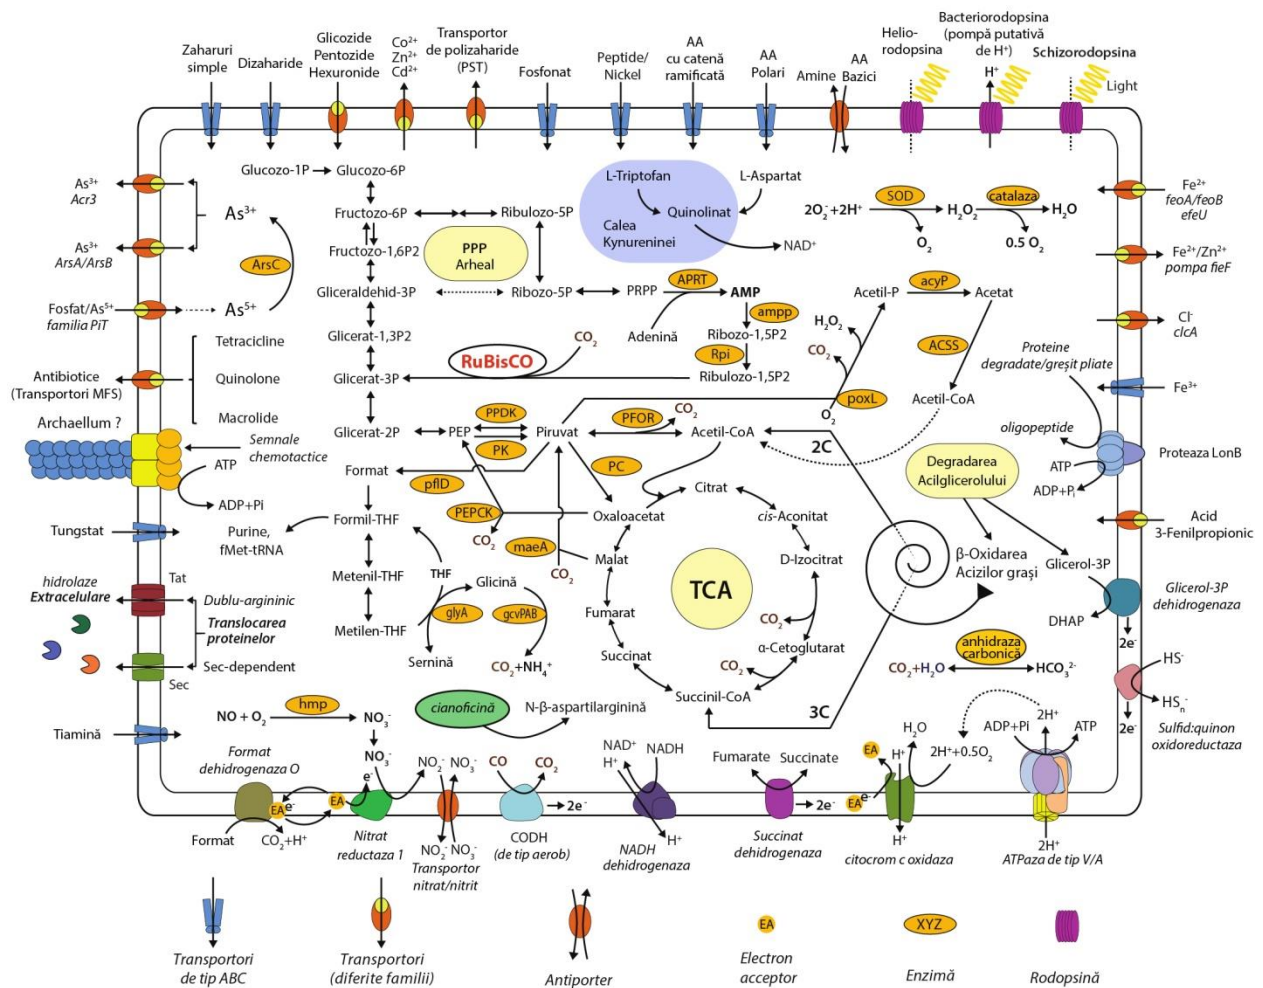 Zaharuri
simple
Dizaharide
Glicozide
Pentozide
Hexuronide
Co²⁺
Zn²⁺
Cd²⁺
Transportor
de polizaharide
(PST)
Fosfonat
Peptide/
Nickel
AA
cu catenă
ramificată
AA
Polari
Amine
AA
Bazici
Helio-
rodopsina
Bacteriorodopsina
(pompă putativă
de H⁺)
H⁺
Schizorodopsina
Light
As³⁺
Acr3
As³⁺
ArsA/ArsB
Fosfat/As⁵⁺
familia PiT
As³⁺
ArsC
As⁵⁺
Antibiotice
(Transportori MFS)
Tetracicline
Quinolone
Macrolide
Archaellum ?
Semnale
chemotactice
ATP
ADP+Pi
Tungstat
hidrolaze
Extracelulare
Tat
Dublu-argininic
Translocarea
proteinelor
Sec-dependent
Sec
Tiamină
Glucozo-1P
Glucozo-6P
Fructozo-6P
Ribulozo-5P
Fructozo-1,6P2
PPP
Arheal
Gliceraldehid-3P
Ribozo-5P
PRPP
APRT
AMP
Adenină
ampp
Ribozo-1,5P2
Rpi
Ribulozo-1,5P2
Glicerat-1,3P2
CO₂
RuBisCO
Glicerat-3P
Glicerat-2P
PEP
PPDK
PK
Piruvat
PFOR
CO₂
Acetil-CoA
L-Triptofan
L-Aspartat
Quinolinat
Calea
Kynureninei
NAD⁺
2O₂⁻+2H⁺
SOD
O₂
H₂O₂
catalaza
0.5 O₂
H₂O
Acetil-P
acyP
Acetat
H₂O₂
CO₂
ACSS
poxL
O₂
Acetil-CoA
2C
Proteine
degradate/greșit pliate
oligopeptide
ATP
ADP+Pi
Proteaza LonB
Fe²⁺
feoA/feoB
efeU
Fe²⁺/Zn²⁺
pompa fieF
Cl⁻
clcA
Fe³⁺
Acid
3-Fenilpropionic
Format
pflD
PC
PEPCK
CO₂
Purine,
fMet-tRNA
Formil-THF
Metenil-THF
THF
Metilen-THF
glyA
Glicină
gcvPAB
Sernină
CO₂+NH₄⁺
maeA
CO₂
Oxaloacetat
Citrat
cis-Aconitat
D-Izocitrat
CO₂
α-Cetoglutarat
CO₂
Succinil-CoA
Succinat
Fumarat
Malat
TCA
3C
Degradarea
Acilglicerolului
β-Oxidarea
Acizilor grași
Glicerol-3P
DHAP
Glicerol-3P
dehidrogenaza
2e⁻
HS⁻
HSₙ⁻
2e⁻
Sulfid:quinon
oxidoreductaza
anhidraza
carbonică
CO₂+H₂O
HCO₃²⁻
cianoficină
N-β-aspartilarginină
NO + O₂
hmp
NO₃⁻
NO₃⁻
Format
dehidrogenaza O
EA
e⁻
Format
CO₂+H⁺
EA
e⁻
Nitrat
reductaza 1
NO₂⁻
NO₃⁻
NO₂⁻
NO₃⁻
Transportor
nitrat/nitrit
CO
CO₂
2e⁻
CODH
(de tip aerob)
NAD⁺
H⁺
NADH
H⁺
NADH
dehidrogenaza
Fumarate
Succinate
2e⁻
Succinat
dehidrogenaza
EA
EA
e⁻
H⁺
H₂O
2H⁺+0.5O₂
H⁺
citocrom c oxidaza
ADP+Pi
2H⁺
ATP
2H⁺
ATPaza de tip V/A
Transportori
de tip ABC
Transportori
(diferite familii)
Antiporter
EA
Electron
acceptor
XYZ
Enzimă
Rodopsină